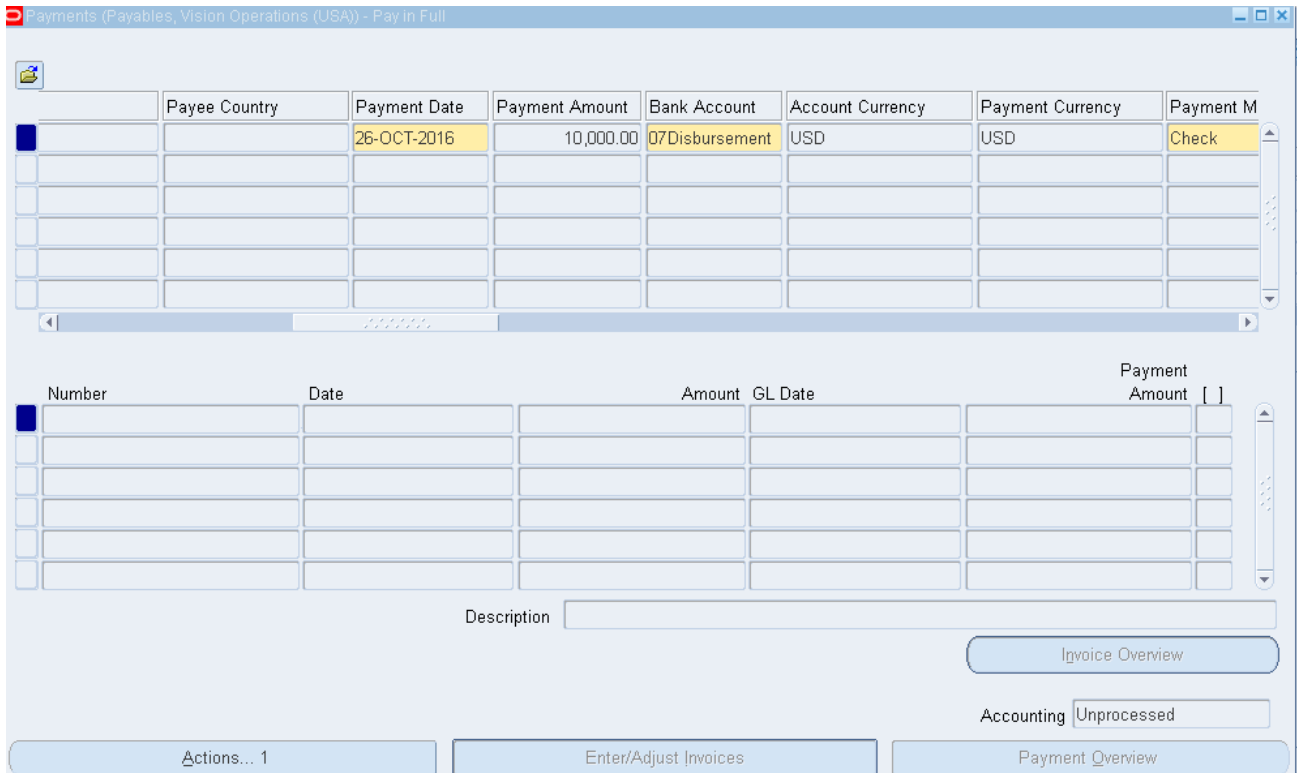 Payments (Payables, Vision Operations (USA)) - Pay in Full
Payee Country Payment Date Payment Amount Bank Account Account Currency Payment Currency Payment M
26-OCT-2016 10,000.00 07Disbursement USD USD Check
Payment
Number Date Amount GL Date Amount [ ]
Description
Invoice Overview
Accounting Unprocessed
Actions... 1 Enter/Adjust Invoices Payment Overview